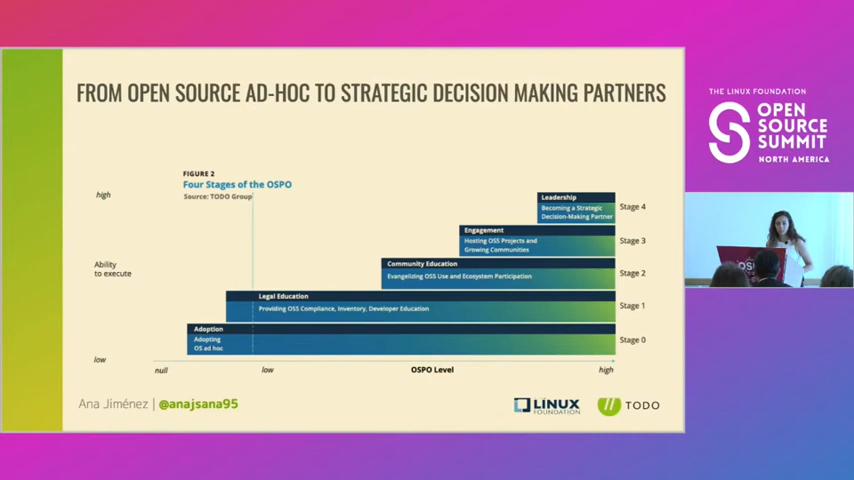 FROM OPEN SOURCE AD-HOC TO STRATEGIC DECISION MAKING PARTNERS
FIGURE 2
Four Stages of the OSPO
Source: TODO Group
high
Ability
to execute
low
Leadership
Becoming a Strategic
Decision-Making Partner
Stage 4
Engagement
Hosting OSS Projects and
Growing Communities
Stage 3
Community Education
Evangelizing OSS Use and Ecosystem Participation
Stage 2
Legal Education
Providing OSS Compliance, Inventory, Developer Education
Stage 1
Adoption
Adopting
OS ad hoc
Stage 0
null
low
OSPO Level
high
Ana Jiménez | @anajsana95
LINUX
FOUNDATION
TODO
THE LINUX FOUNDATION
OPEN
SOURCE
SUMMIT
NORTH AMERICA